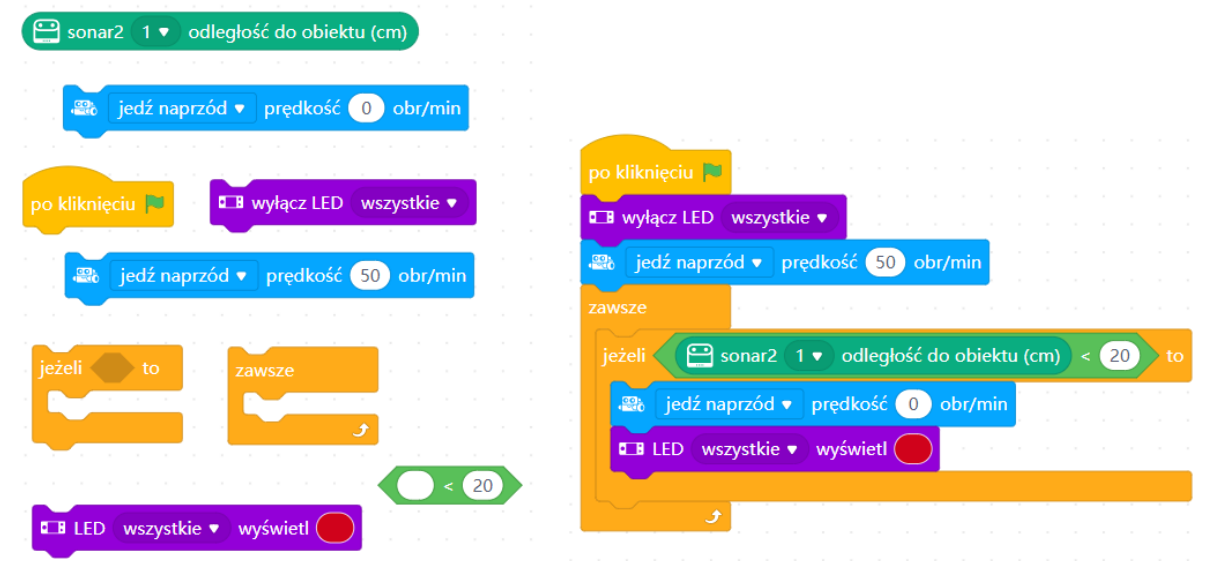 sonar2 1 odległość do obiektu (cm)
jedź naprzód prędkość 0 obr/min
po kliknięciu
wyłącz LED wszystkie
jedź naprzód prędkość 50 obr/min
jeżeli to
zawsze
< 20
LED wszystkie wyświetl
po kliknięciu
wyłącz LED wszystkie
jedź naprzód prędkość 50 obr/min
zawsze
jeżeli sonar2 1 odległość do obiektu (cm) < 20 to
jedź naprzód prędkość 0 obr/min
LED wszystkie wyświetl